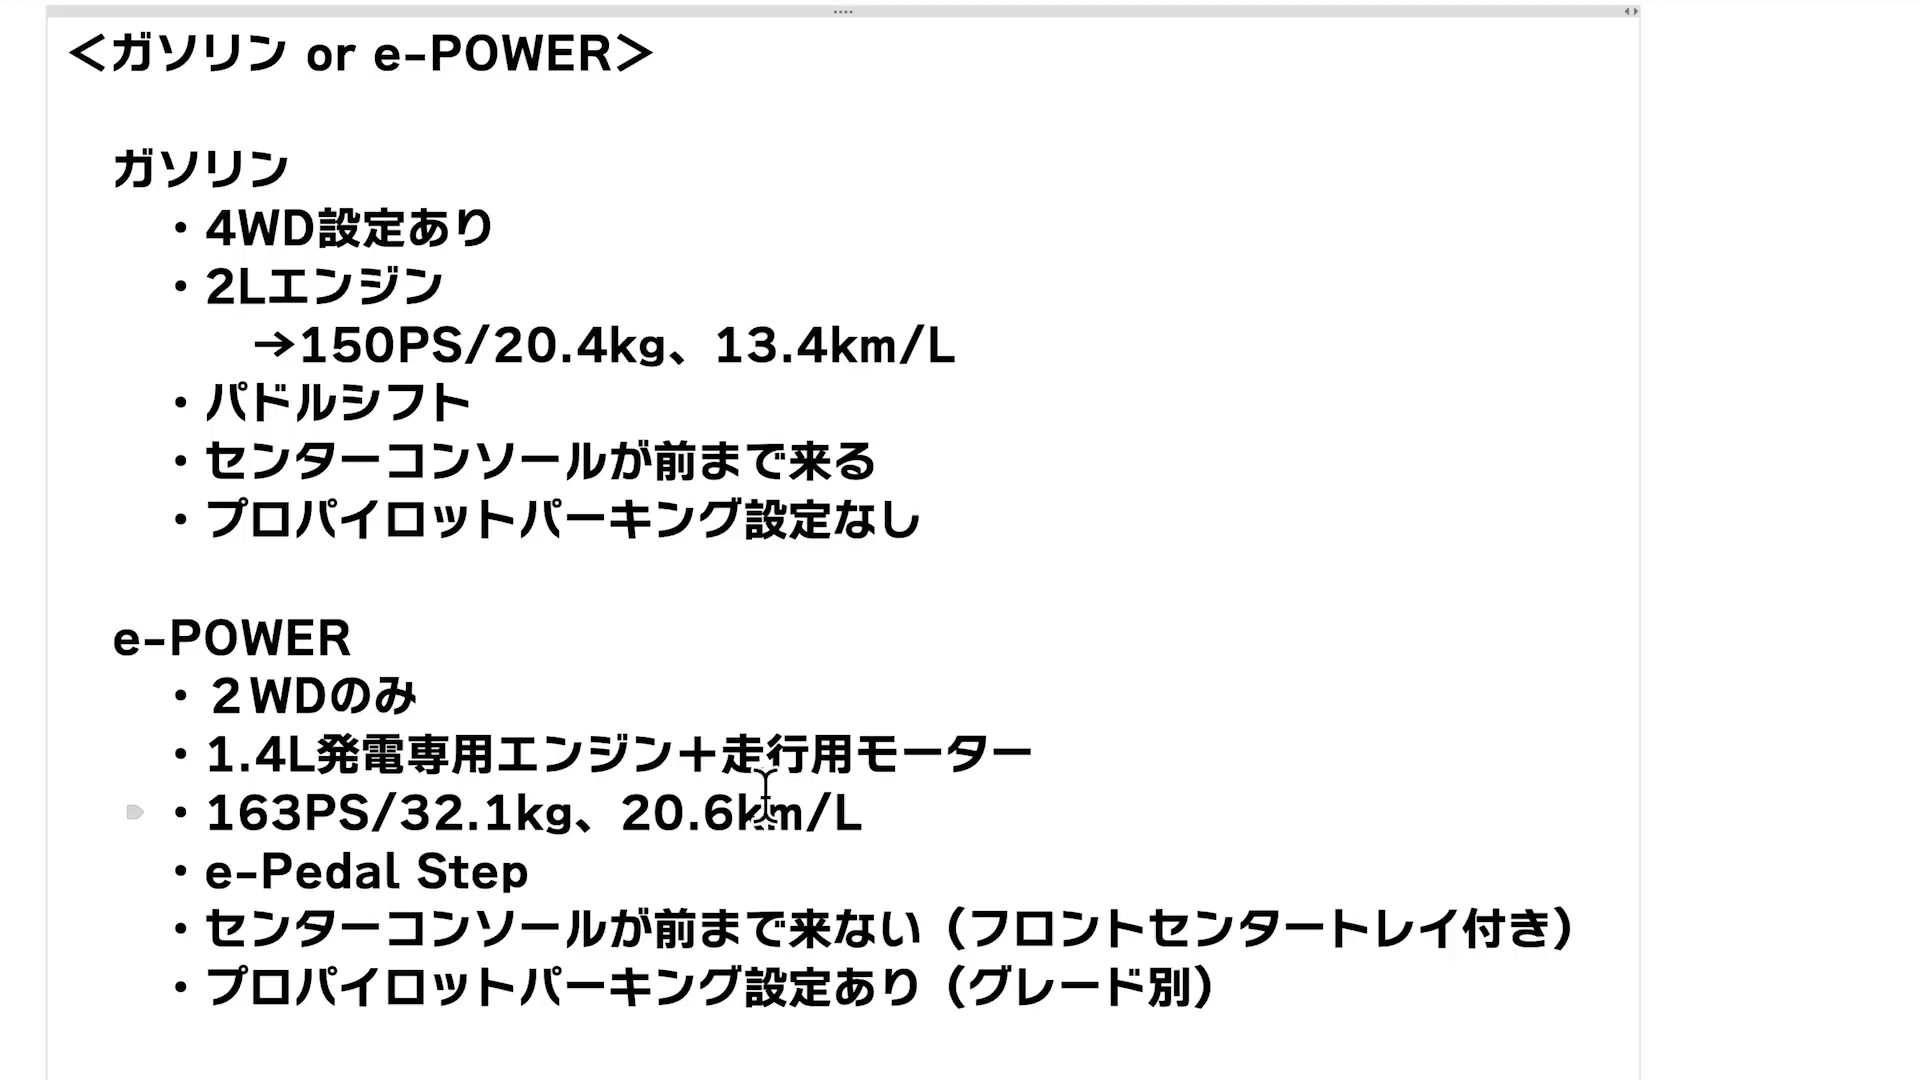 ＜ガソリン or e-POWER＞
ガソリン
・4WD設定あり
・2Lエンジン
→150PS/20.4kg、13.4km/L
・パドルシフト
・センターコンソールが前まで来る
・プロパイロットパーキング設定なし
e-POWER
・２WDのみ
・1.4L発電専用エンジン＋走行用モーター
・163PS/32.1kg、20.6km/L
・e-Pedal Step
・センターコンソールが前まで来ない（フロントセンタートレイ付き）
・プロパイロットパーキング設定あり（グレード別）